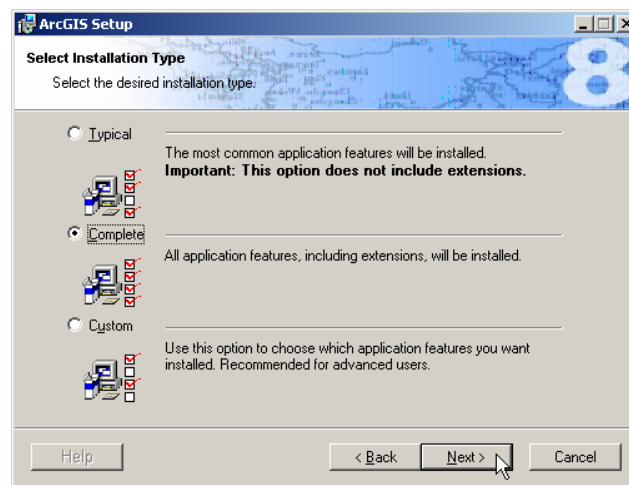 ArcGIS Setup
Select Installation Type
Select the desired installation type.
8
Typical
The most common application features will be installed.
Important: This option does not include extensions.
Complete
All application features, including extensions, will be installed.
Custom
Use this option to choose which application features you want
installed. Recommended for advanced users.
Help
< Back
Next >
Cancel